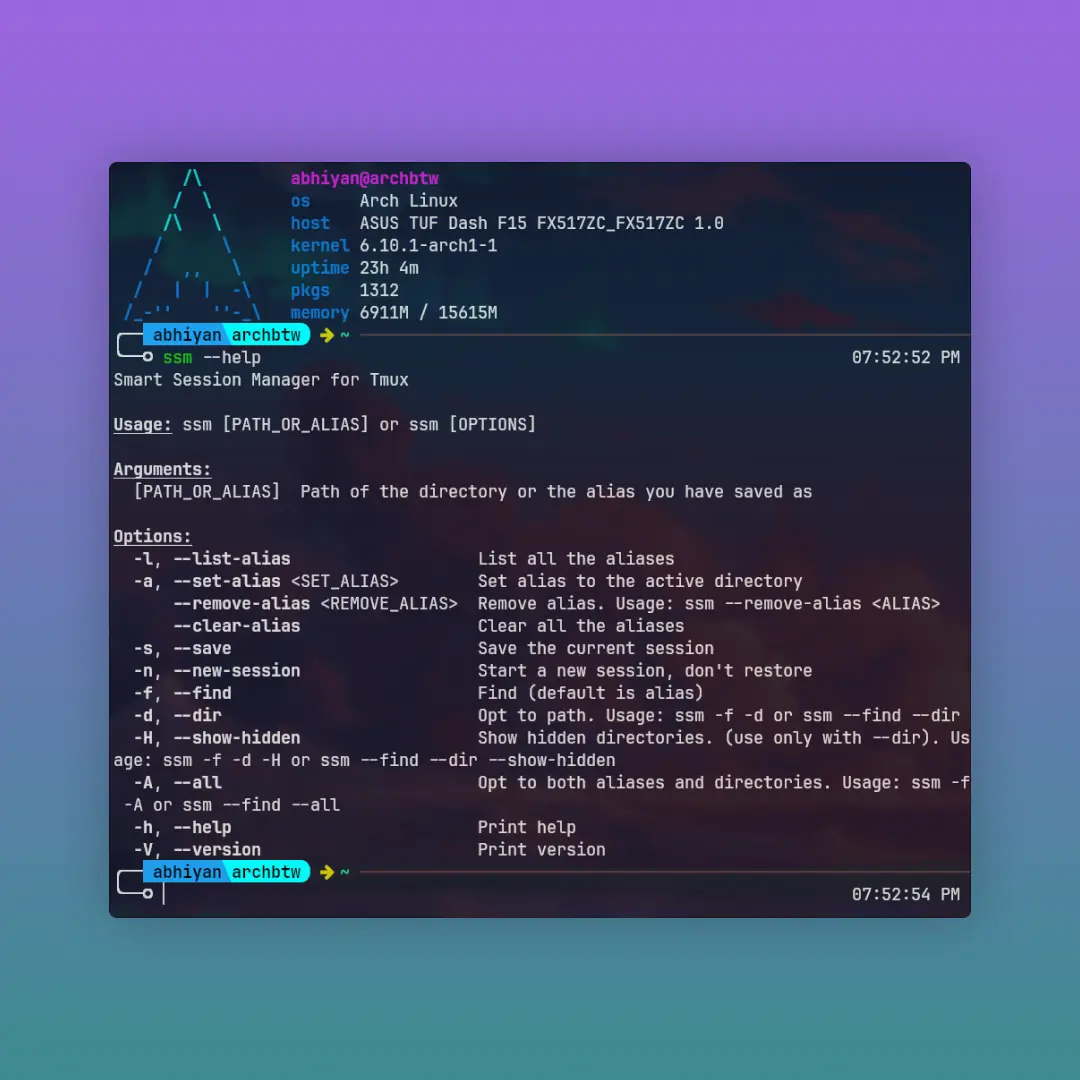 abhiyan@archbtw
os Arch Linux
host ASUS TUF Dash F15 FX517ZC_FX517ZC 1.0
kernel 6.10.1-arch1-1
uptime 23h 4m
pkgs 1312
memory 6911M / 15615M
abhiyan archbtw ➜ ~
ssm --help 07:52:52 PM
Smart Session Manager for Tmux
Usage: ssm [PATH_OR_ALIAS] or ssm [OPTIONS]
Arguments:
[PATH_OR_ALIAS] Path of the directory or the alias you have saved as
Options:
-l, --list-alias List all the aliases
-a, --set-alias <SET_ALIAS> Set alias to the active directory
--remove-alias <REMOVE_ALIAS> Remove alias. Usage: ssm --remove-alias <ALIAS>
--clear-alias Clear all the aliases
-s, --save Save the current session
-n, --new-session Start a new session, don't restore
-f, --find Find (default is alias)
-d, --dir Opt to path. Usage: ssm -f -d or ssm --find --dir
-H, --show-hidden Show hidden directories. (use only with --dir). Us
age: ssm -f -d -H or ssm --find --dir --show-hidden
-A, --all Opt to both aliases and directories. Usage: ssm -f
-A or ssm --find --all
-h, --help Print help
-V, --version Print version
abhiyan archbtw ➜ ~
07:52:54 PM